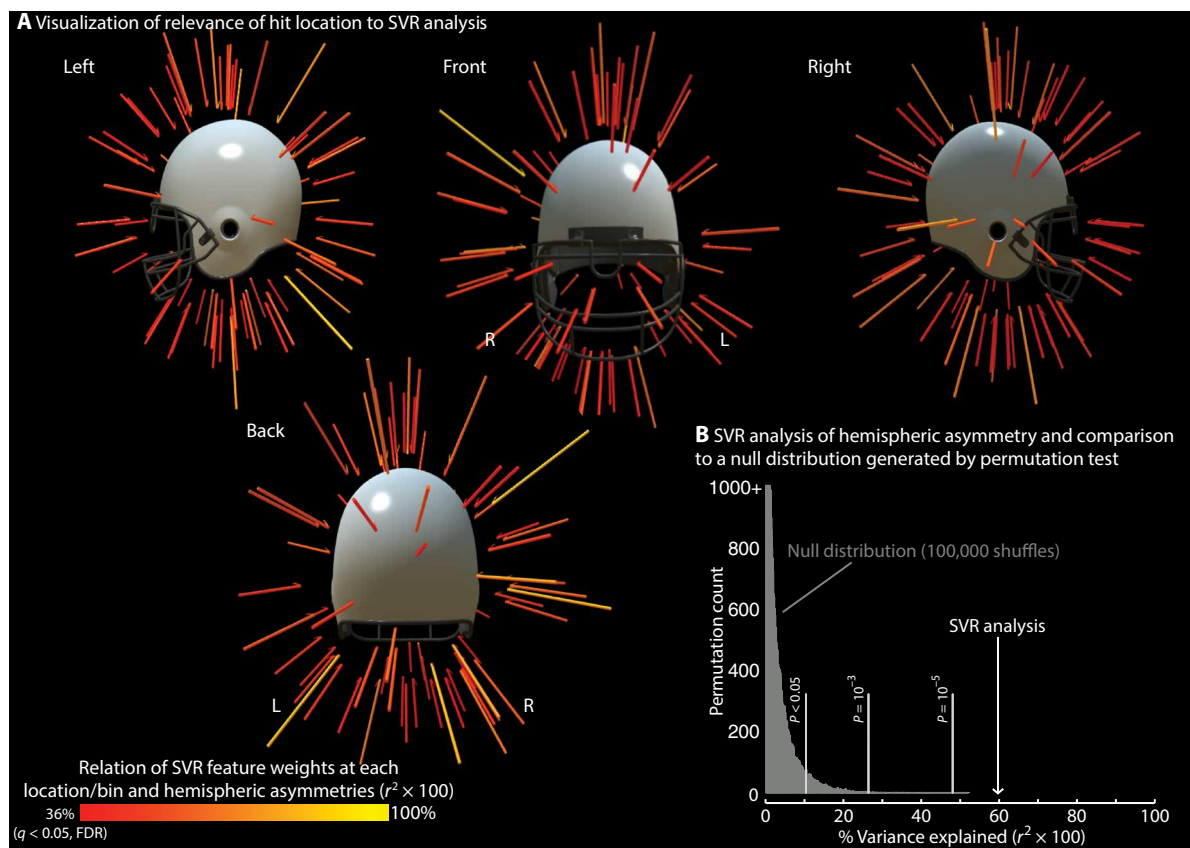 A Visualization of relevance of hit location to SVR analysis
Left
Front
Right
R
L
Back
L
R
Relation of SVR feature weights at each
location/bin and hemispheric asymmetries (r² × 100)
36%
100%
(q < 0.05, FDR)
B SVR analysis of hemispheric asymmetry and comparison
to a null distribution generated by permutation test
1000+
800
600
400
200
0
Permutation count
Null distribution (100,000 shuffles)
SVR analysis
P < 0.05
P = 10⁻³
P = 10⁻⁵
0 20 40 60 80 100
% Variance explained (r² × 100)